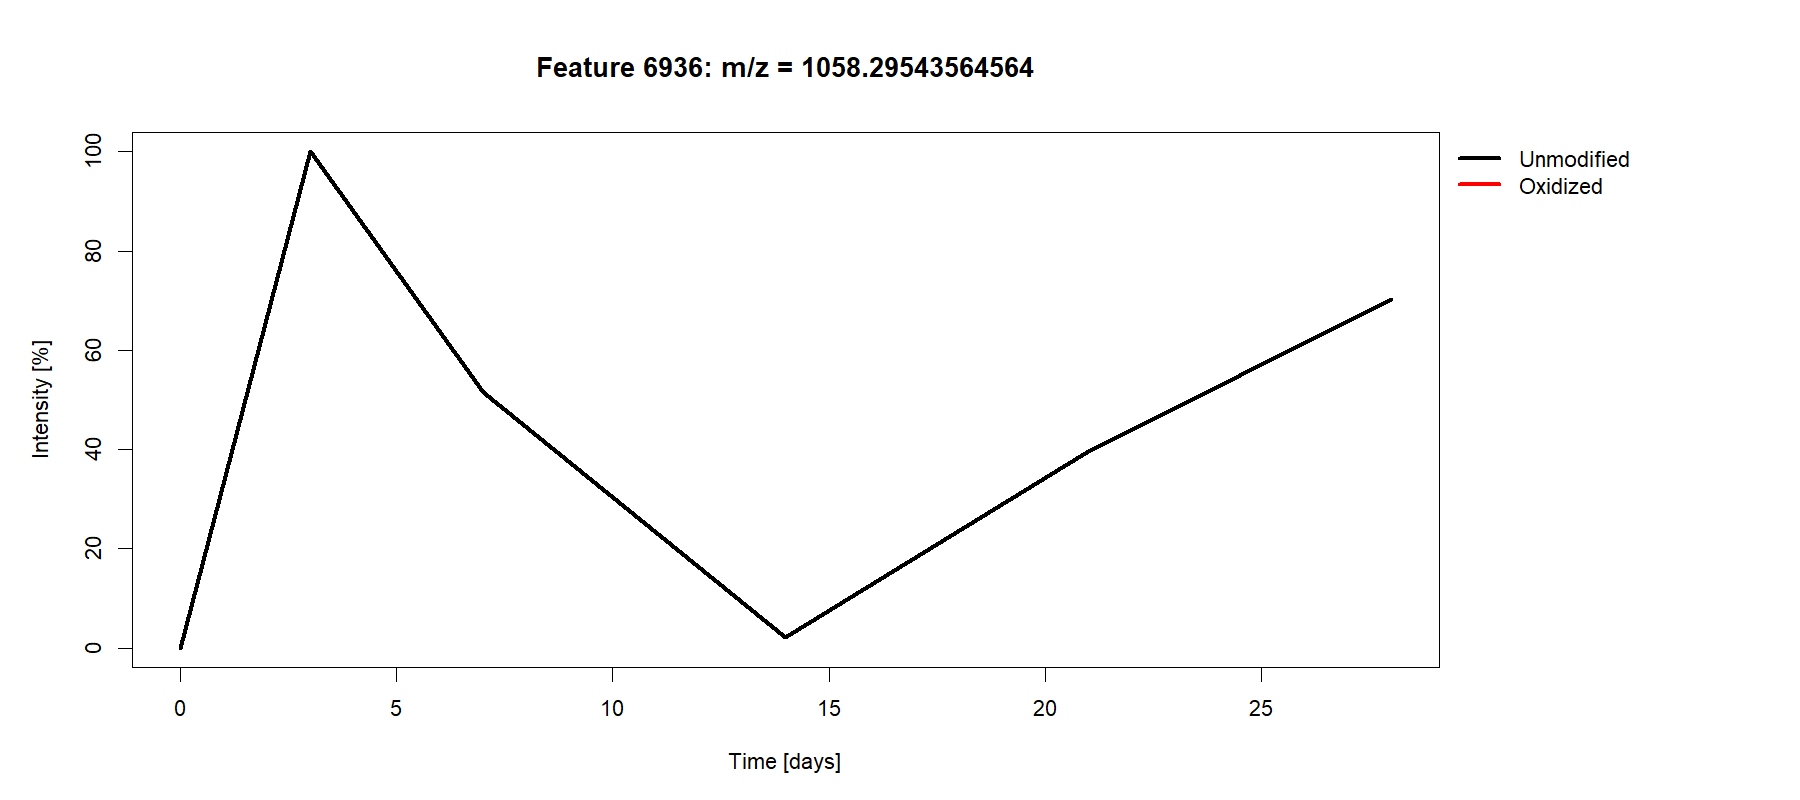 Feature 6936: m/z = 1058.29543564564
Unmodified
Oxidized
Intensity [%]
100
80
60
40
20
0
0 5 10 15 20 25
Time [days]